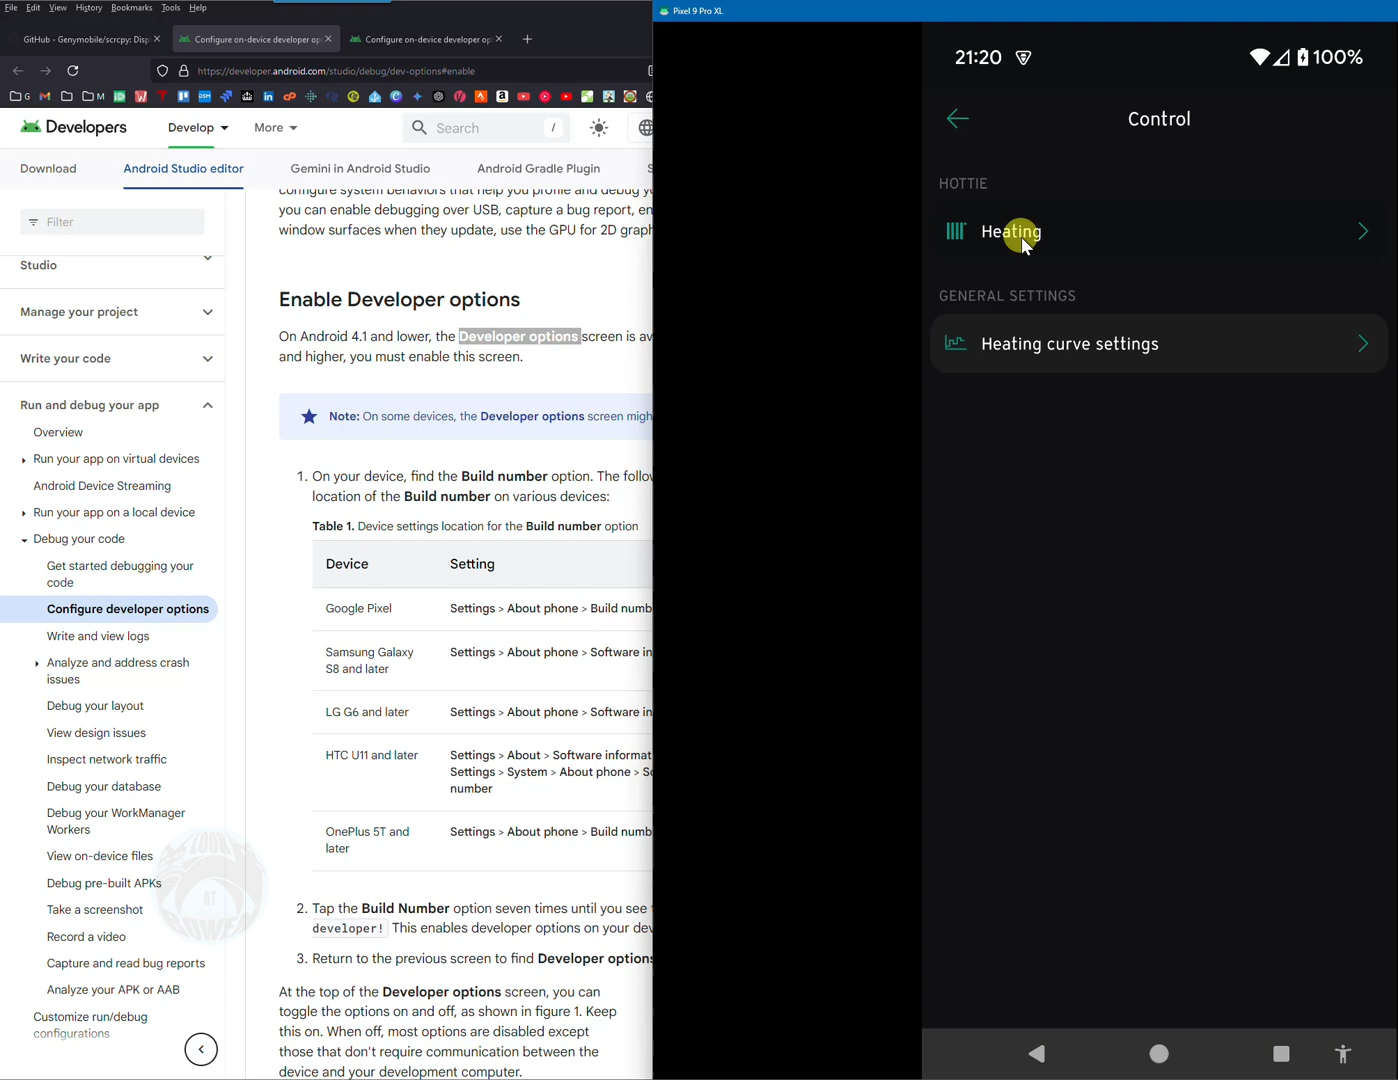 File Edit View History Bookmarks Tools Help
GitHub - Genymobile/scrcpy: Disp
Configure on-device developer op
Configure on-device developer op
https://developer.android.com/studio/debug/dev-options#enable
Developers
Develop
More
Search /
Download
Android Studio editor
Gemini in Android Studio
Android Gradle Plugin
Filter
Studio
Manage your project
Write your code
Run and debug your app
Overview
Run your app on virtual devices
Android Device Streaming
Run your app on a local device
Debug your code
Get started debugging your
code
Configure developer options
Write and view logs
Analyze and address crash
issues
Debug your layout
View design issues
Inspect network traffic
Debug your database
Debug your WorkManager
Workers
View on-device files
Debug pre-built APKs
Take a screenshot
Record a video
Capture and read bug reports
Analyze your APK or AAB
Customize run/debug
configurations
configure system behaviors that help you profile and debug yo
you can enable debugging over USB, capture a bug report, en
window surfaces when they update, use the GPU for 2D graph
Enable Developer options
On Android 4.1 and lower, the Developer options screen is av
and higher, you must enable this screen.
Note: On some devices, the Developer options screen migh
1. On your device, find the Build number option. The follow
location of the Build number on various devices:
Table 1. Device settings location for the Build number option
Device Setting
Google Pixel Settings > About phone > Build numb
Samsung Galaxy Settings > About phone > Software in
S8 and later
LG G6 and later Settings > About phone > Software in
HTC U11 and later Settings > About > Software informat
Settings > System > About phone > So
number
OnePlus 5T and Settings > About phone > Build numb
later
2. Tap the Build Number option seven times until you see
developer! This enables developer options on your dev
3. Return to the previous screen to find Developer options
At the top of the Developer options screen, you can
toggle the options on and off, as shown in figure 1. Keep
this on. When off, most options are disabled except
those that don't require communication between the
device and your development computer.
Pixel 9 Pro XL
21:20
100%
Control
HOTTIE
Heating
GENERAL SETTINGS
Heating curve settings